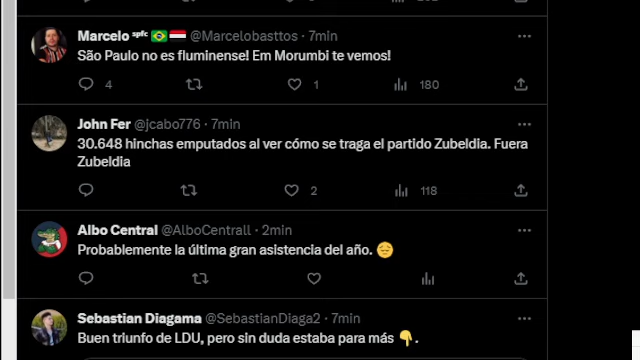 Marcelo ˢᵖᶠᶜ 🇧🇷 🇮🇩 @Marcelobasttos · 7min
São Paulo no es fluminense! Em Morumbi te vemos!
4 1 180
John Fer @jcabo776 · 7min
30.648 hinchas emputados al ver cómo se traga el partido Zubeldia. Fuera
Zubeldia
2 118
Albo Central @AlboCentrall · 2min
Probablemente la última gran asistencia del año. 😔
Sebastian Diagama @SebastianDiaga2 · 7min
Buen triunfo de LDU, pero sin duda estaba para más 👇.